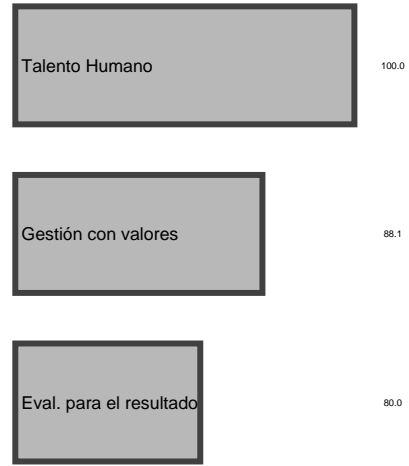 Talento Humano
100.0
Gestión con valores
88.1
Eval. para el resultado
80.0